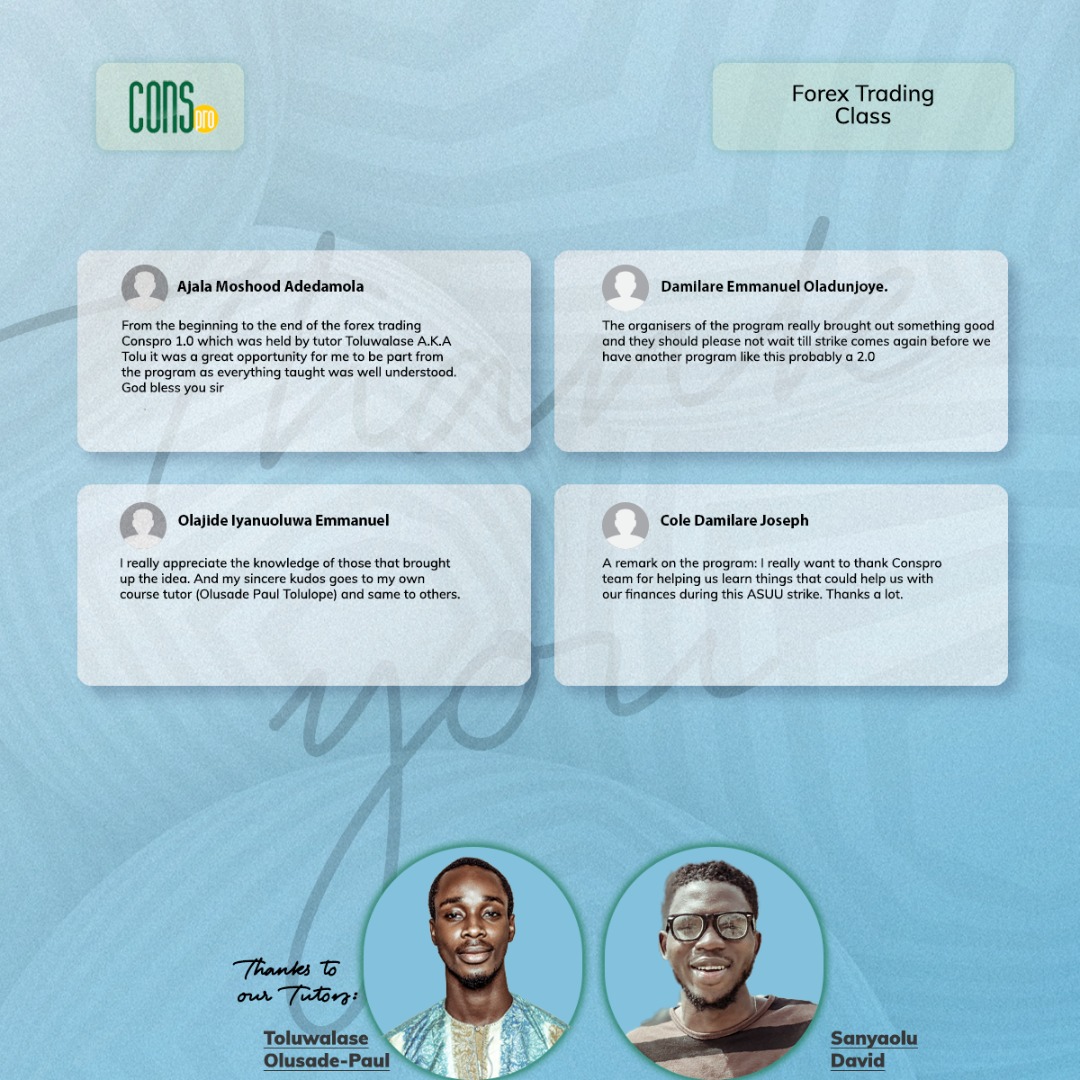 CONS pro
Forex Trading
Class
Thank
you
Ajala Moshood Adedamola
From the beginning to the end of the forex trading
Conspro 1.0 which was held by tutor Toluwalase A.K.A
Tolu it was a great opportunity for me to be part from
the program as everything taught was well understood.
God bless you sir
Damilare Emmanuel Oladunjoye.
The organisers of the program really brought out something good
and they should please not wait till strike comes again before we
have another program like this probably a 2.0
Olajide Iyanuoluwa Emmanuel
I really appreciate the knowledge of those that brought
up the idea. And my sincere kudos goes to my own
course tutor (Olusade Paul Tolulope) and same to others.
Cole Damilare Joseph
A remark on the program: I really want to thank Conspro
team for helping us learn things that could help us with
our finances during this ASUU strike. Thanks a lot.
Thanks to
our Tutors:
Toluwalase
Olusade-Paul
Sanyaolu
David